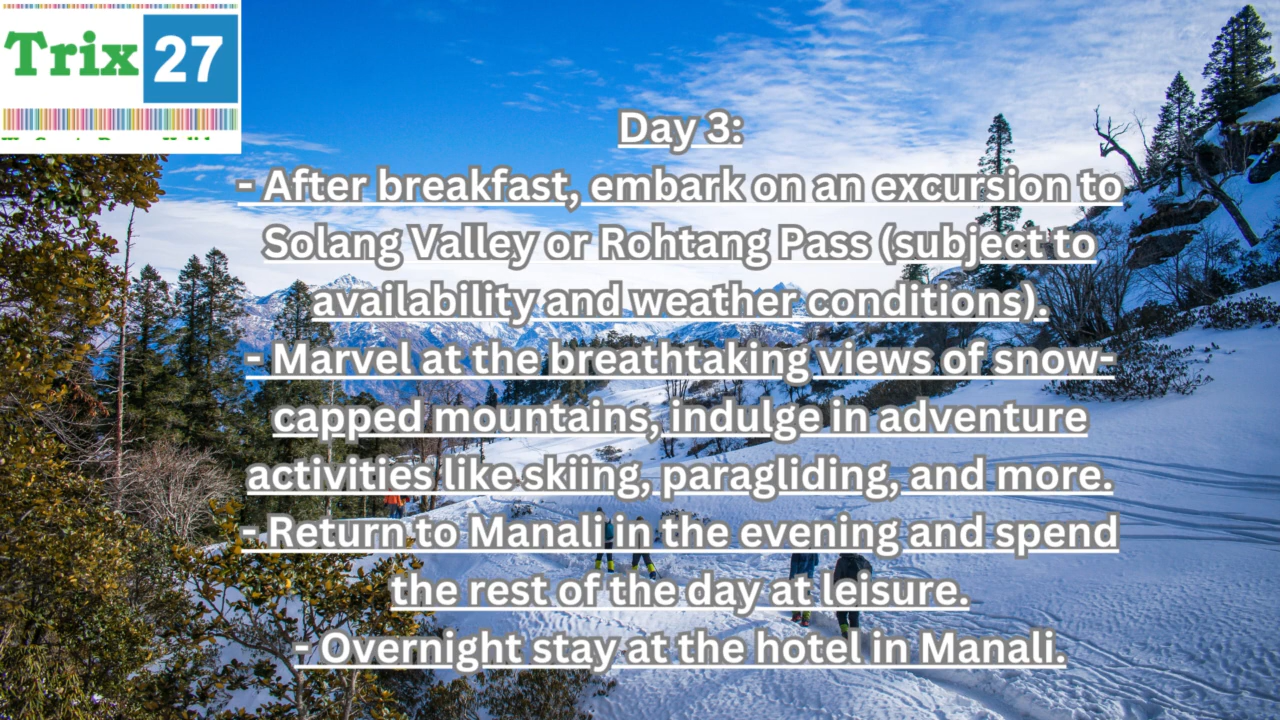 Trix 27
Day 3:
- After breakfast, embark on an excursion to
Solang Valley or Rohtang Pass (subject to
availability and weather conditions).
- Marvel at the breathtaking views of snow-
capped mountains, indulge in adventure
activities like skiing, paragliding, and more.
- Return to Manali in the evening and spend
the rest of the day at leisure.
- Overnight stay at the hotel in Manali.